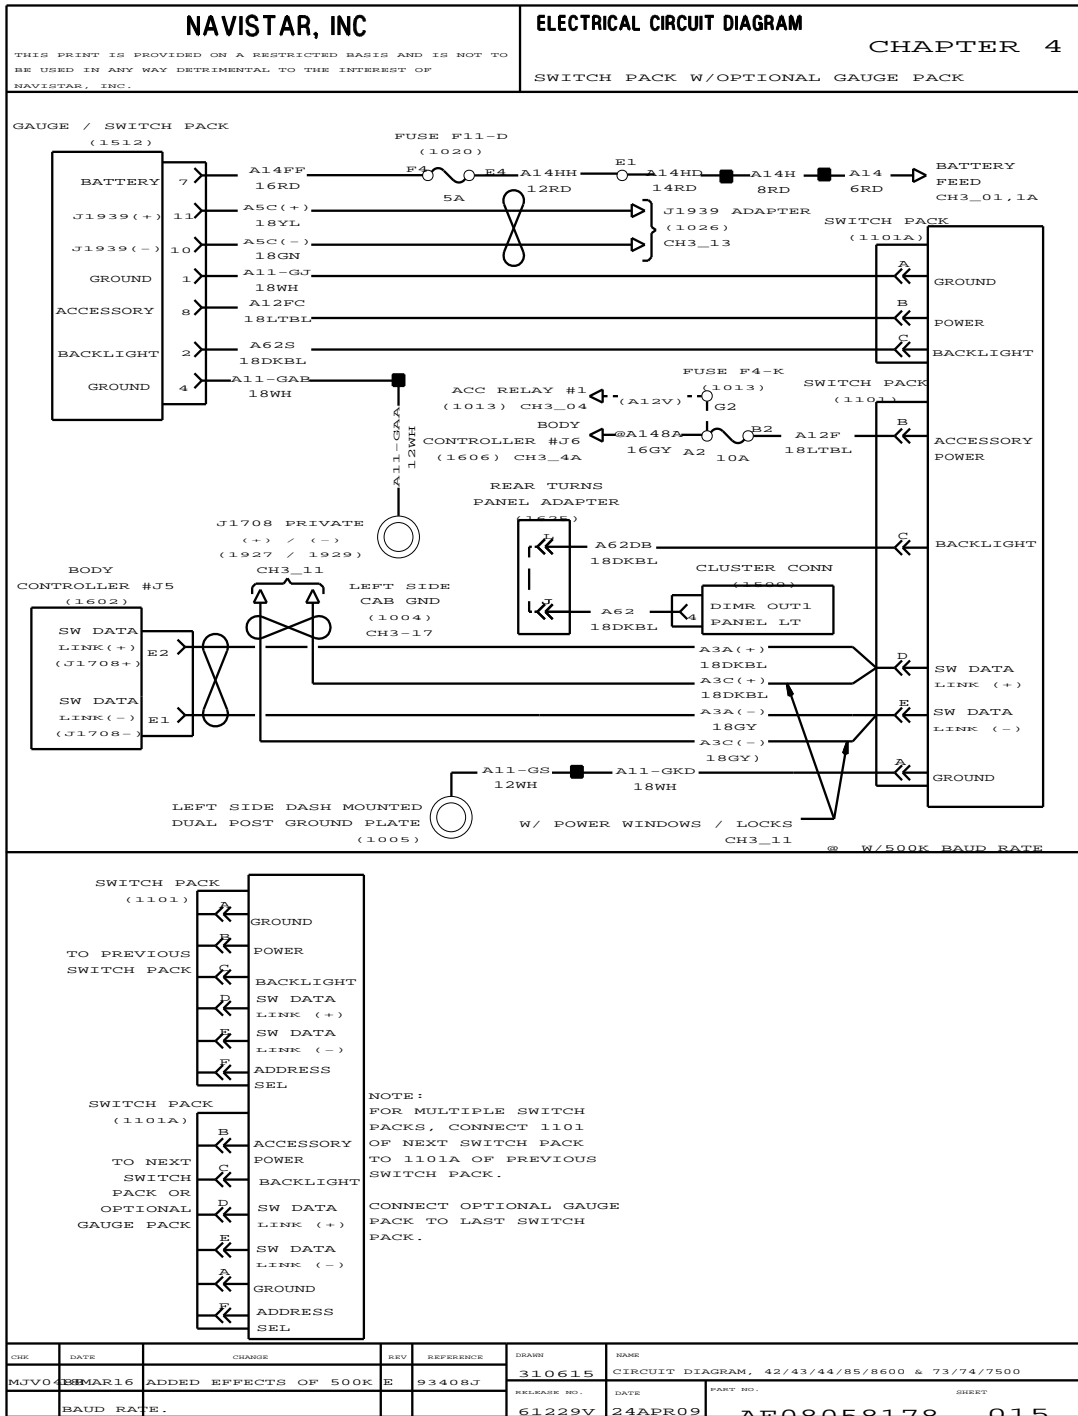 NAVISTAR, INC
THIS PRINT IS PROVIDED ON A RESTRICTED BASIS AND IS NOT TO
BE USED IN ANY WAY DETRIMENTAL TO THE INTEREST OF
NAVISTAR, INC.
ELECTRICAL CIRCUIT DIAGRAM
CHAPTER 4
SWITCH PACK W/OPTIONAL GAUGE PACK
GAUGE / SWITCH PACK
(1512)
BATTERY 7
J1939(+) 11
J1939(-) 10
GROUND 1
ACCESSORY 8
BACKLIGHT 2
GROUND 4
A14FF
16RD
FUSE F11-D
(1020)
F4
E4
5A
A14HH
12RD
E1
A14HD
14RD
A14H
8RD
A14
6RD
BATTERY
FEED
CH3_01,1A
A5C(+)
18YL
A5C(-)
18GN
J1939 ADAPTER
(1026)
CH3_13
A11-GJ
18WH
A12FC
18LTBL
A62S
18DKBL
A11-GAB
18WH
A11-GAA
12WH
SWITCH PACK
(1101A)
A
GROUND
B
POWER
C
BACKLIGHT
FUSE F4-K
(1013)
ACC RELAY #1
(1013) CH3_04
(A12V)
G2
BODY
CONTROLLER #J6
(1606) CH3_4A
@A148A
16GY
A2
10A
B2
A12F
18LTBL
SWITCH PACK
(1101)
B
ACCESSORY
POWER
C
BACKLIGHT
REAR TURNS
PANEL ADAPTER
(1635)
L
A62DB
18DKBL
J
A62
18DKBL
CLUSTER CONN
(1500)
4
DIMR OUT1
PANEL LT
J1708 PRIVATE
(+) / (-)
(1927 / 1929)
CH3_11
LEFT SIDE
CAB GND
(1004)
CH3-17
BODY
CONTROLLER #J5
(1602)
SW DATA
LINK(+)
(J1708+)
E2
SW DATA
LINK(-)
(J1708-)
E1
A3A(+)
18DKBL
A3C(+)
18DKBL
A3A(-)
18GY
A3C(-)
18GY)
D
SW DATA
LINK (+)
E
SW DATA
LINK (-)
A
GROUND
A11-GS
12WH
A11-GKD
18WH
LEFT SIDE DASH MOUNTED
DUAL POST GROUND PLATE
(1005)
W/ POWER WINDOWS / LOCKS
CH3_11
@ W/500K BAUD RATE
SWITCH PACK
(1101)
TO PREVIOUS
SWITCH PACK
A
GROUND
B
POWER
C
BACKLIGHT
D
SW DATA
LINK (+)
E
SW DATA
LINK (-)
F
ADDRESS
SEL
SWITCH PACK
(1101A)
TO NEXT
SWITCH
PACK OR
OPTIONAL
GAUGE PACK
B
ACCESSORY
POWER
C
BACKLIGHT
D
SW DATA
LINK (+)
E
SW DATA
LINK (-)
A
GROUND
F
ADDRESS
SEL
NOTE:
FOR MULTIPLE SWITCH
PACKS, CONNECT 1101
OF NEXT SWITCH PACK
TO 1101A OF PREVIOUS
SWITCH PACK.
CONNECT OPTIONAL GAUGE
PACK TO LAST SWITCH
PACK.
CHK DATE CHANGE REV REFERENCE
ADDED EFFECTS OF 500K E 93408J
BAUD RATE.
DRAWN
310615
NAME
CIRCUIT DIAGRAM, 42/43/44/85/8600 & 73/74/7500
RELEASE NO.
61229V
DATE
24APR09
PART NO.
AE08058178
SHEET
015